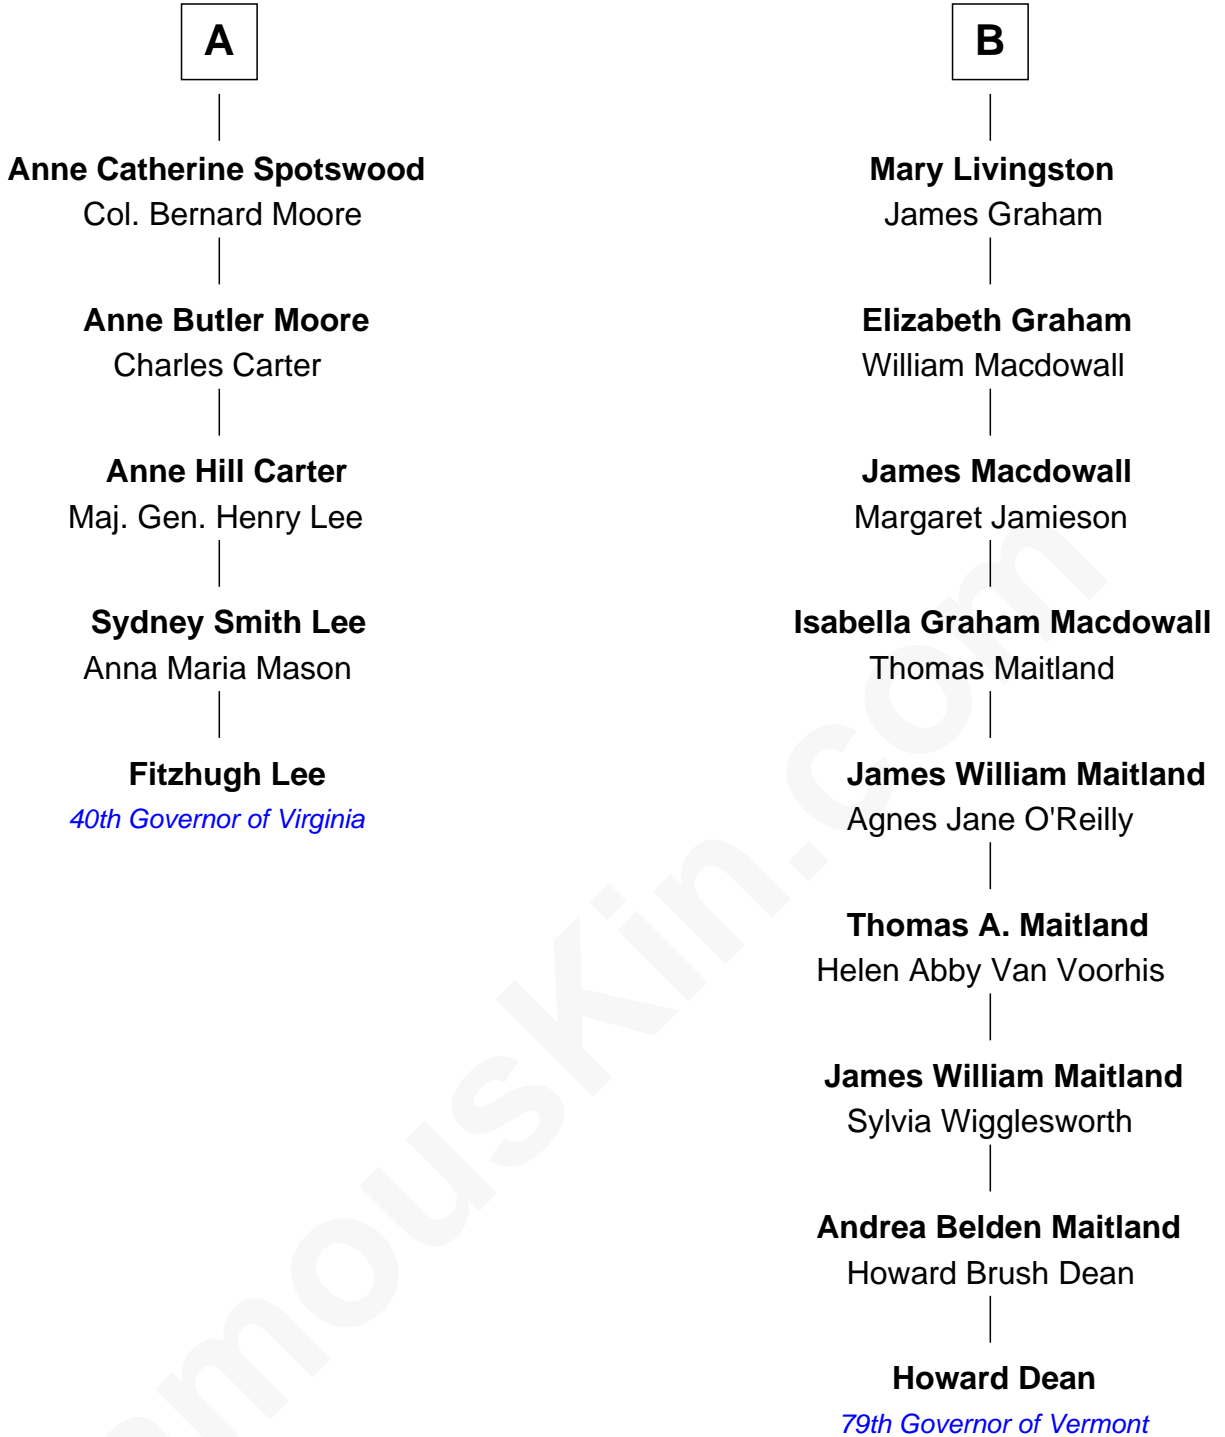 A
Anne Catherine Spotswood
Col. Bernard Moore
Anne Butler Moore
Charles Carter
Anne Hill Carter
Maj. Gen. Henry Lee
Sydney Smith Lee
Anna Maria Mason
Fitzhugh Lee
40th Governor of Virginia
B
Mary Livingston
James Graham
Elizabeth Graham
William Macdowall
James Macdowall
Margaret Jamieson
Isabella Graham Macdowall
Thomas Maitland
James William Maitland
Agnes Jane O'Reilly
Thomas A. Maitland
Helen Abby Van Voorhis
James William Maitland
Sylvia Wigglesworth
Andrea Belden Maitland
Howard Brush Dean
Howard Dean
79th Governor of Vermont
amousKin.com